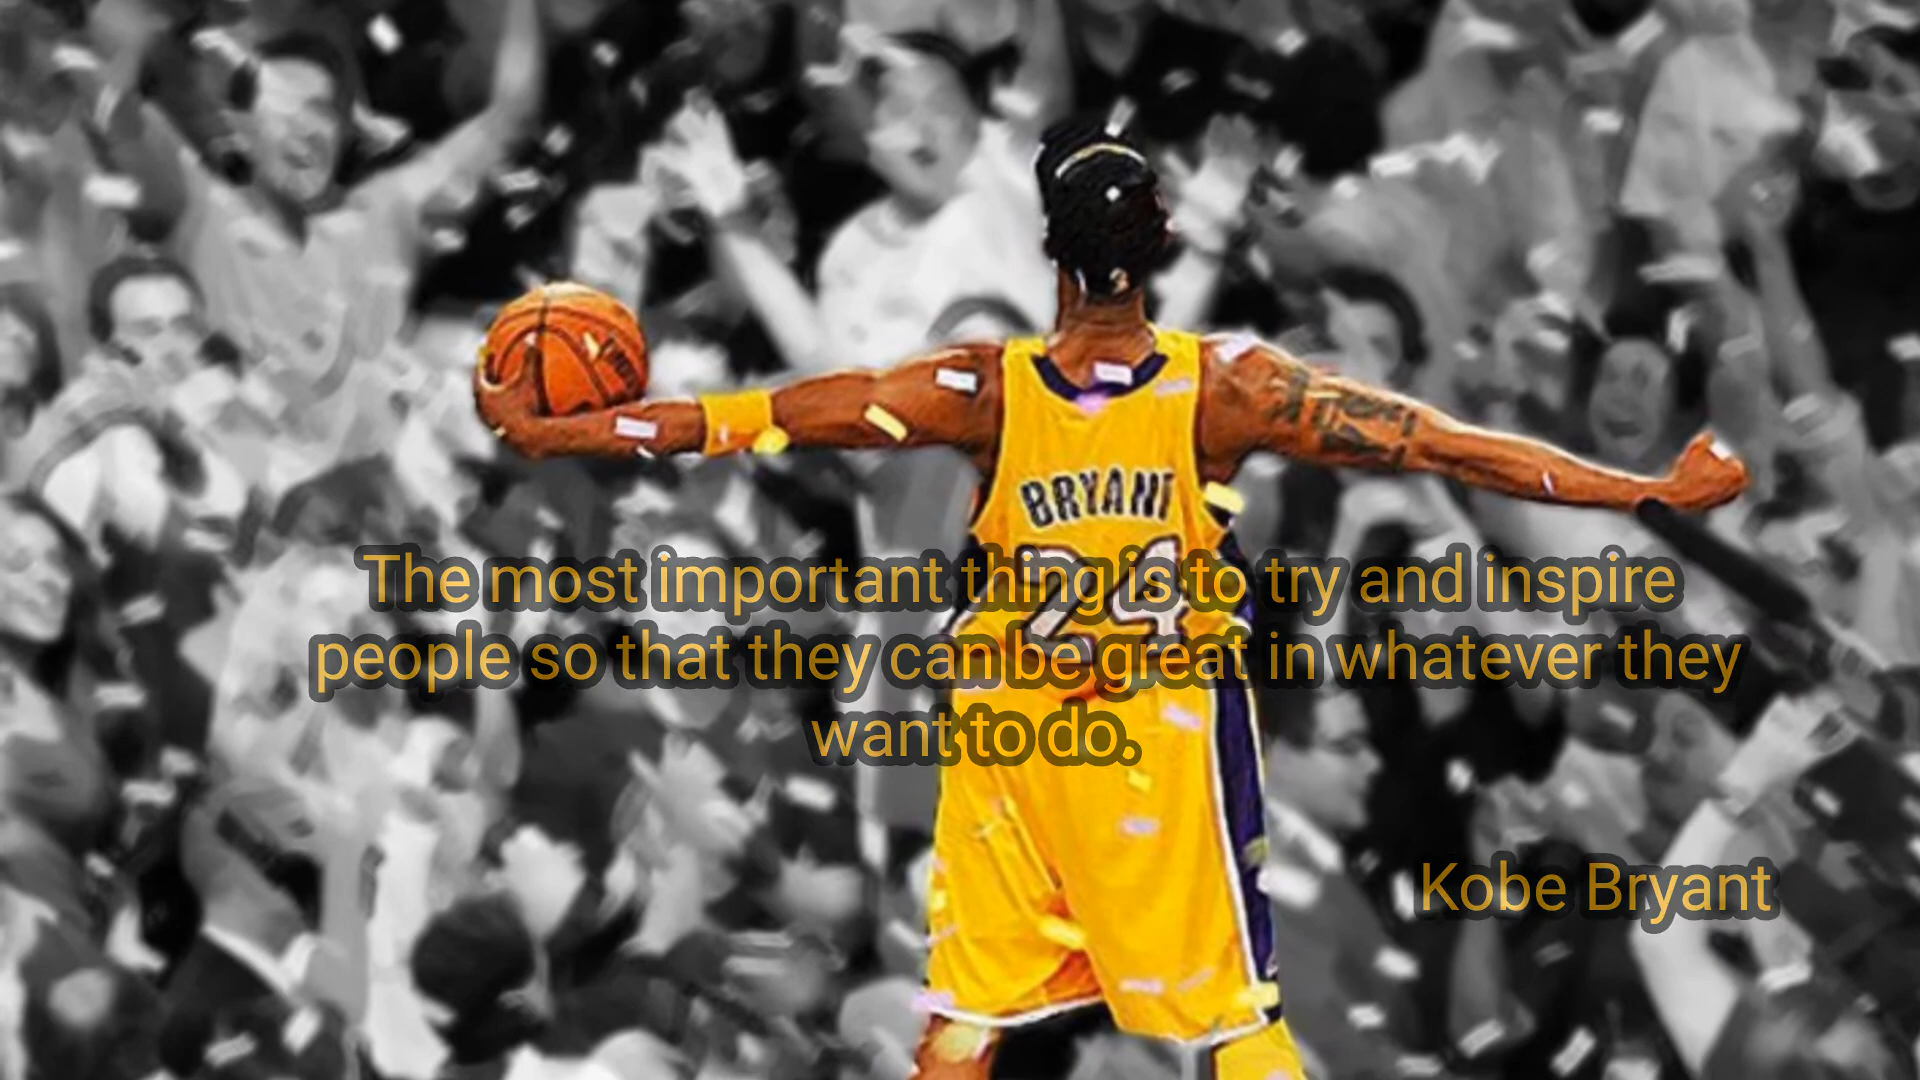 BRYANT
24
The most important thing is to try and inspire
people so that they can be great in whatever they
want to do.
Kobe Bryant